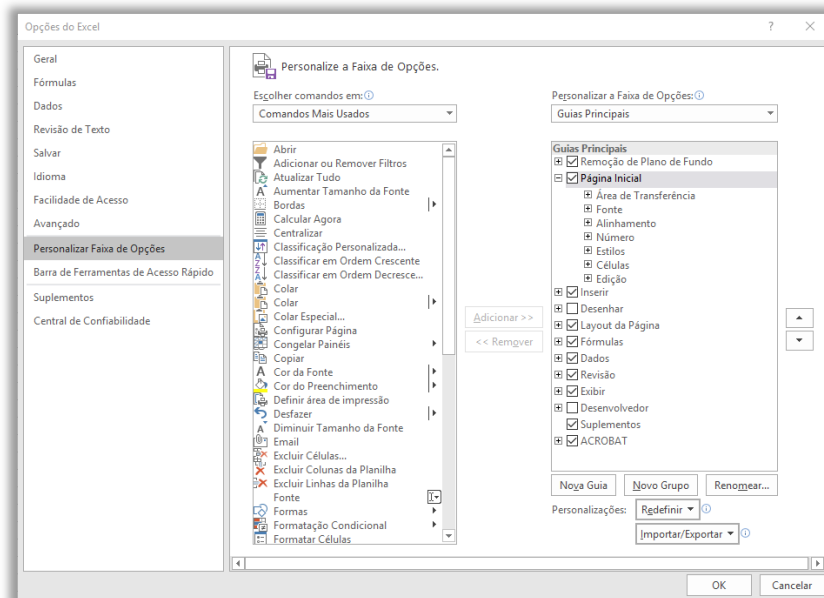 Opções do Excel
?
Geral
Fórmulas
Dados
Revisão de Texto
Salvar
Idioma
Facilidade de Acesso
Avançado
Personalizar Faixa de Opções
Barra de Ferramentas de Acesso Rápido
Suplementos
Central de Confiabilidade
Personalize a Faixa de Opções.
Escolher comandos em:
Comandos Mais Usados
Abrir
Adicionar ou Remover Filtros
Atualizar Tudo
Aumentar Tamanho da Fonte
Bordas
Calcular Agora
Centralizar
Classificação Personalizada...
Classificar em Ordem Crescente
Classificar em Ordem Decresce...
Colar
Colar
Colar Especial...
Configurar Página
Congelar Painéis
Copiar
Cor da Fonte
Cor do Preenchimento
Definir área de impressão
Desfazer
Diminuir Tamanho da Fonte
Email
Excluir Células...
Excluir Colunas da Planilha
Excluir Linhas da Planilha
Fonte
Formas
Formatação Condicional
Formatar Células
Adicionar >>
<< Remover
Personalizar a Faixa de Opções:
Guias Principais
Guias Principais
Remoção de Plano de Fundo
Página Inicial
Área de Transferência
Fonte
Alinhamento
Número
Estilos
Células
Edição
Inserir
Desenhar
Layout da Página
Fórmulas
Dados
Revisão
Exibir
Desenvolvedor
Suplementos
ACROBAT
Nova Guia
Novo Grupo
Renomear...
Personalizações:
Redefinir
Importar/Exportar
OK
Cancelar